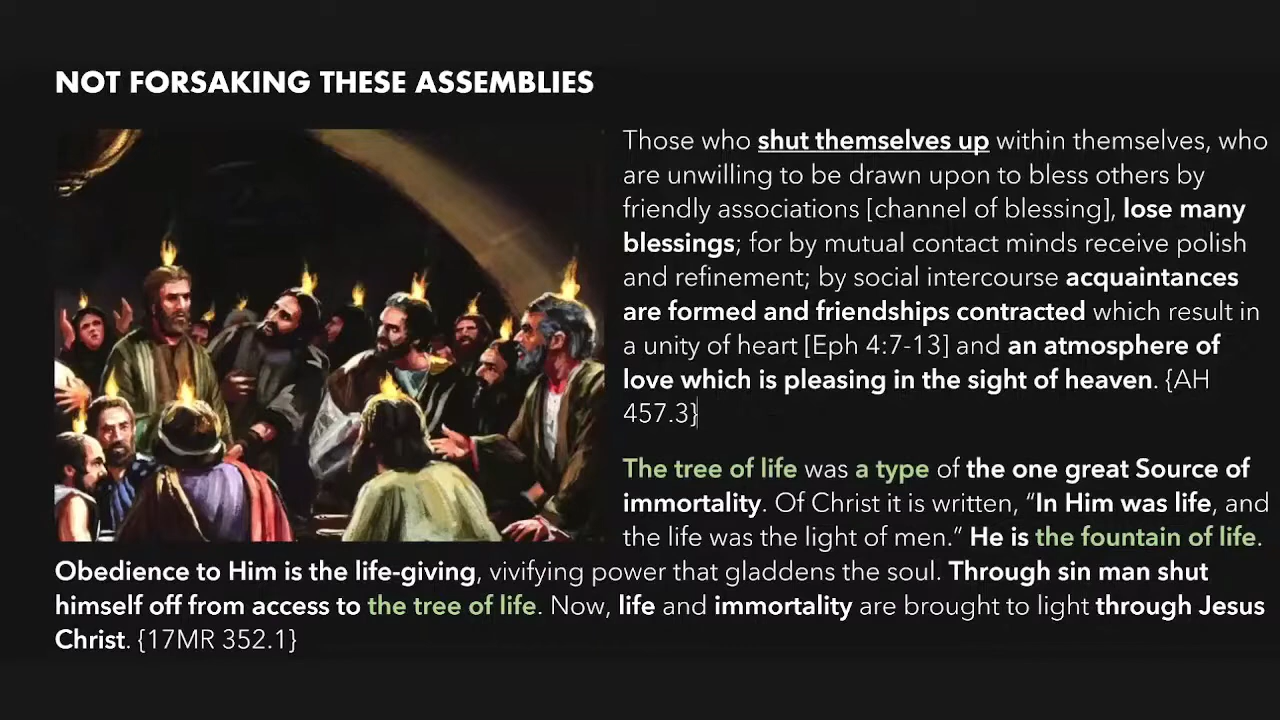 NOT FORSAKING THESE ASSEMBLIES
Those who shut themselves up within themselves, who
are unwilling to be drawn upon to bless others by
friendly associations [channel of blessing], lose many
blessings; for by mutual contact minds receive polish
and refinement; by social intercourse acquaintances
are formed and friendships contracted which result in
a unity of heart [Eph 4:7-13] and an atmosphere of
love which is pleasing in the sight of heaven. {AH
457.3}
The tree of life was a type of the one great Source of
immortality. Of Christ it is written, “In Him was life, and
the life was the light of men.” He is the fountain of life.
Obedience to Him is the life-giving, vivifying power that gladdens the soul. Through sin man shut
himself off from access to the tree of life. Now, life and immortality are brought to light through Jesus
Christ. {17MR 352.1}